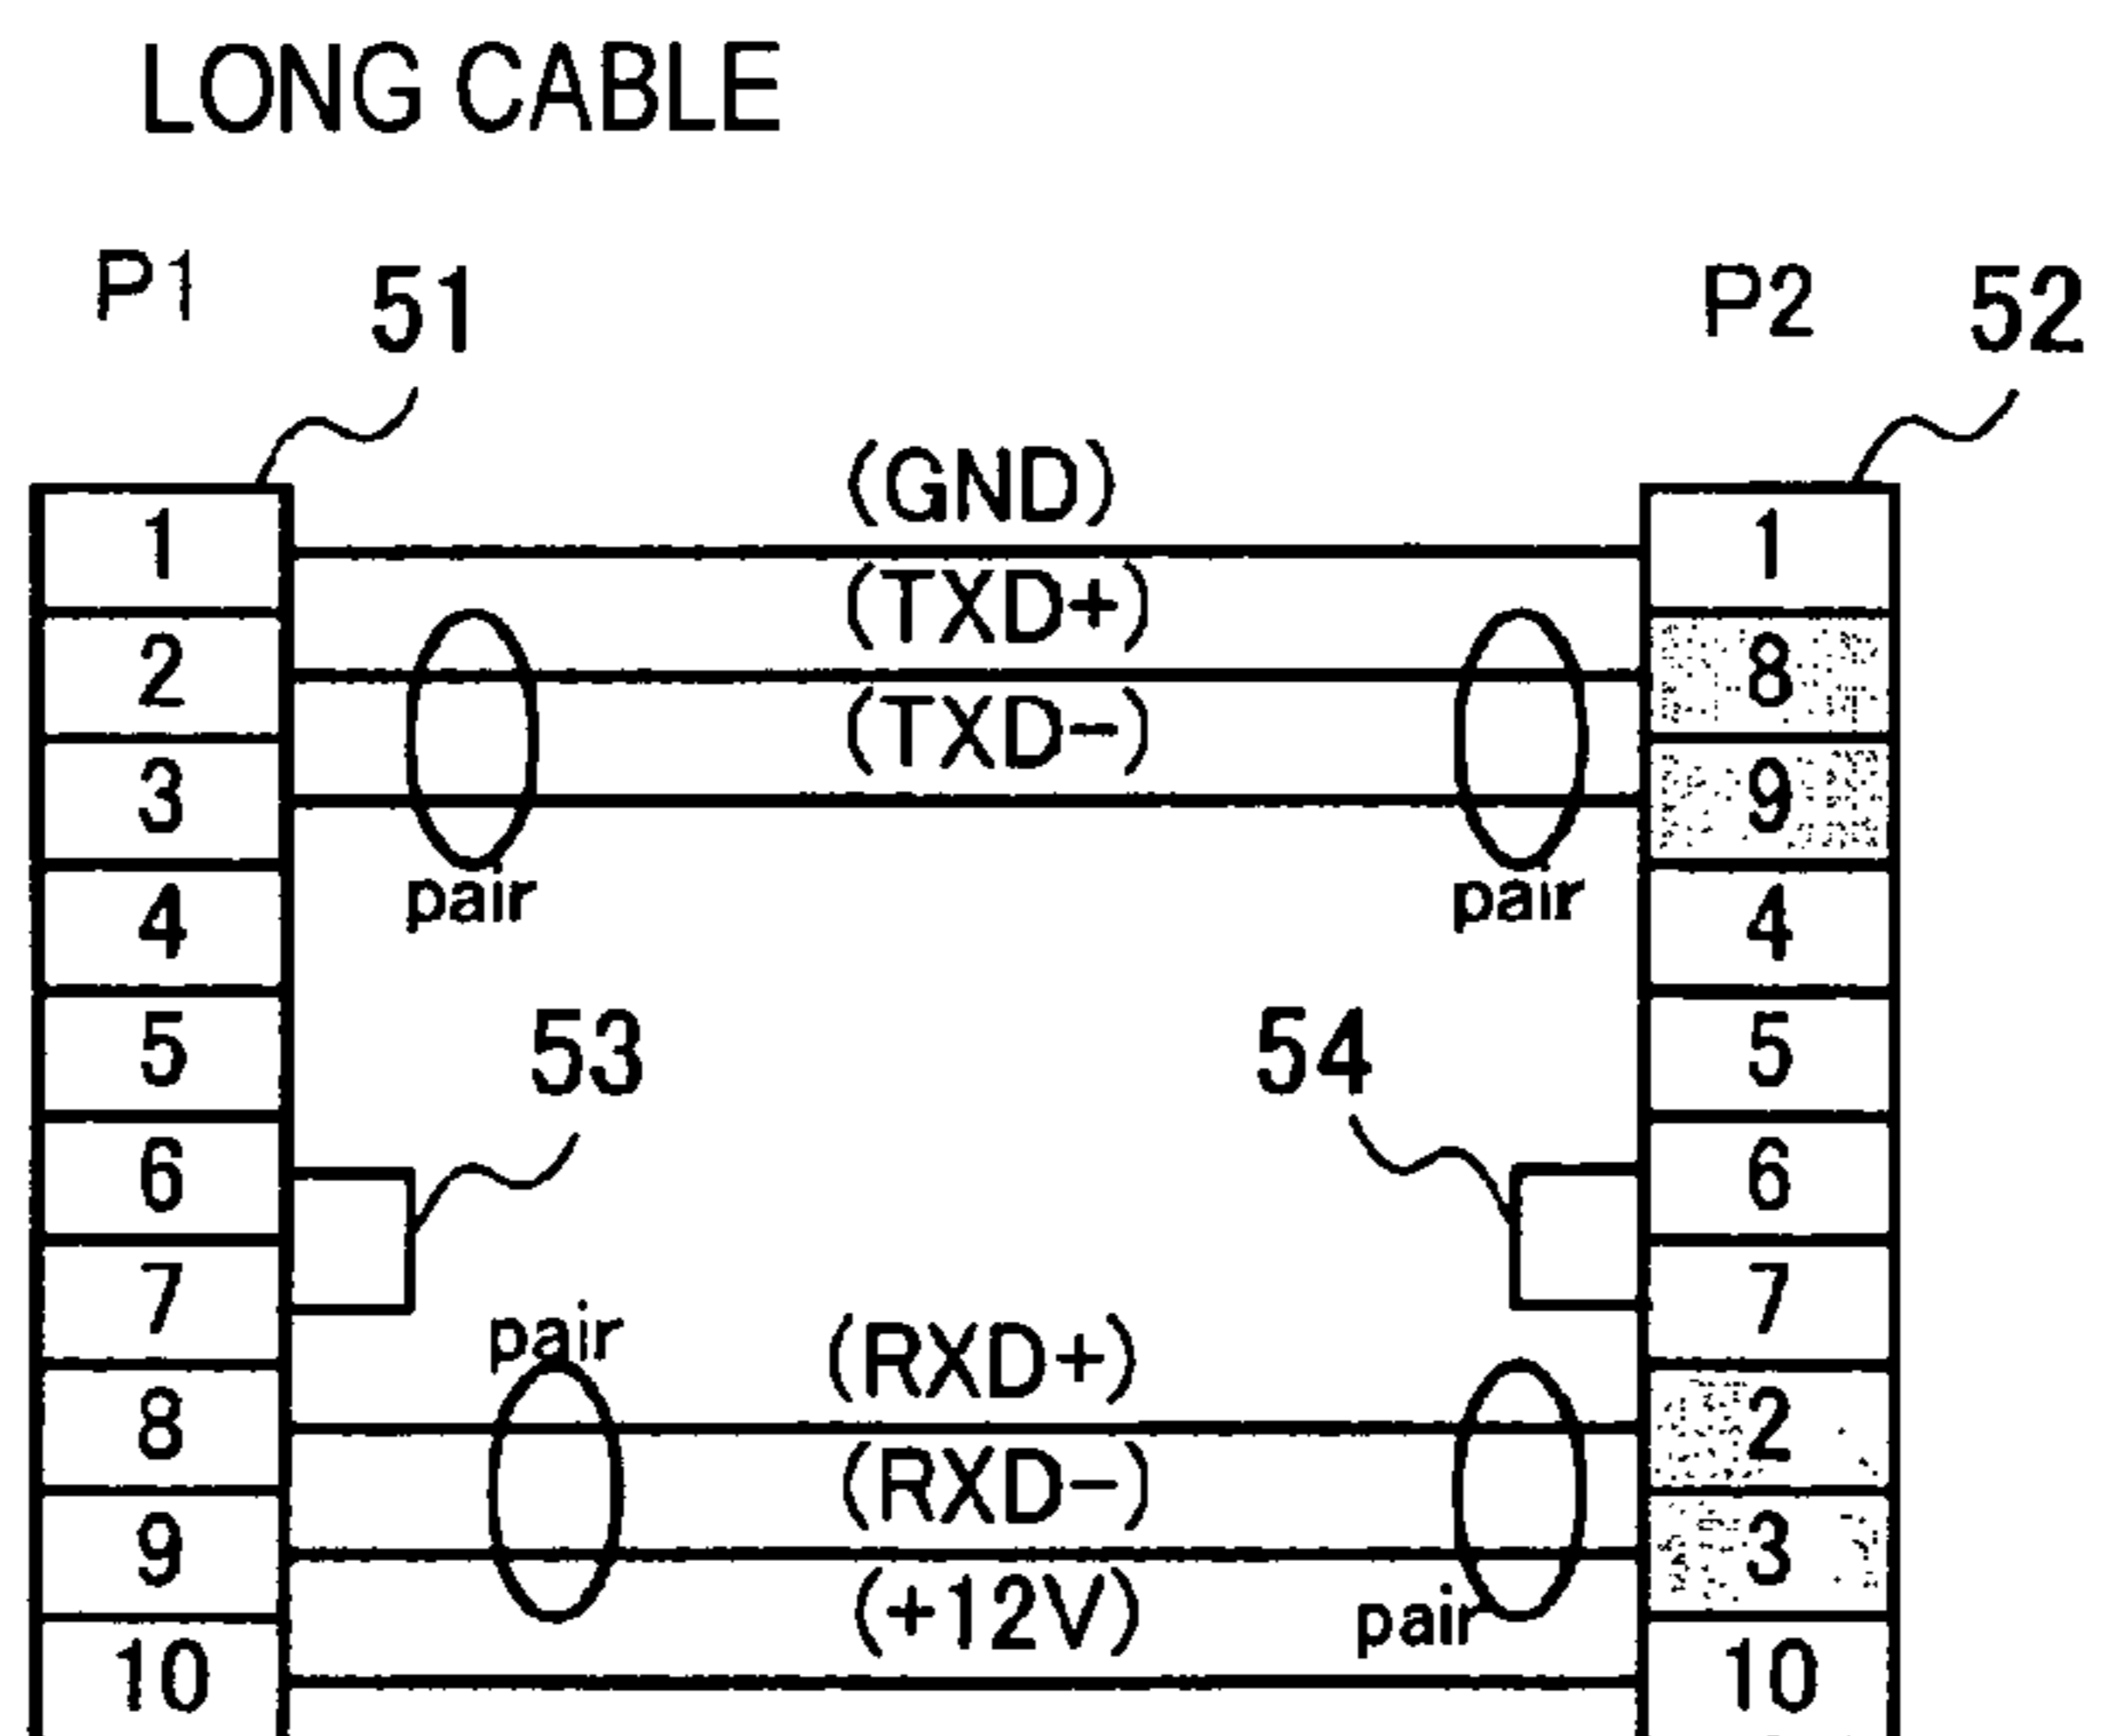 LONG CABLE
P1 51 P2 52
(GND)
1 1
(TXD+)
2 8
(TXD-)
3 9
pair pair
4 4
53 54
5 5
6 6
7 7
pair (RXD+)
8 2
(RXD-)
9 3
(+12V) pair
10 10